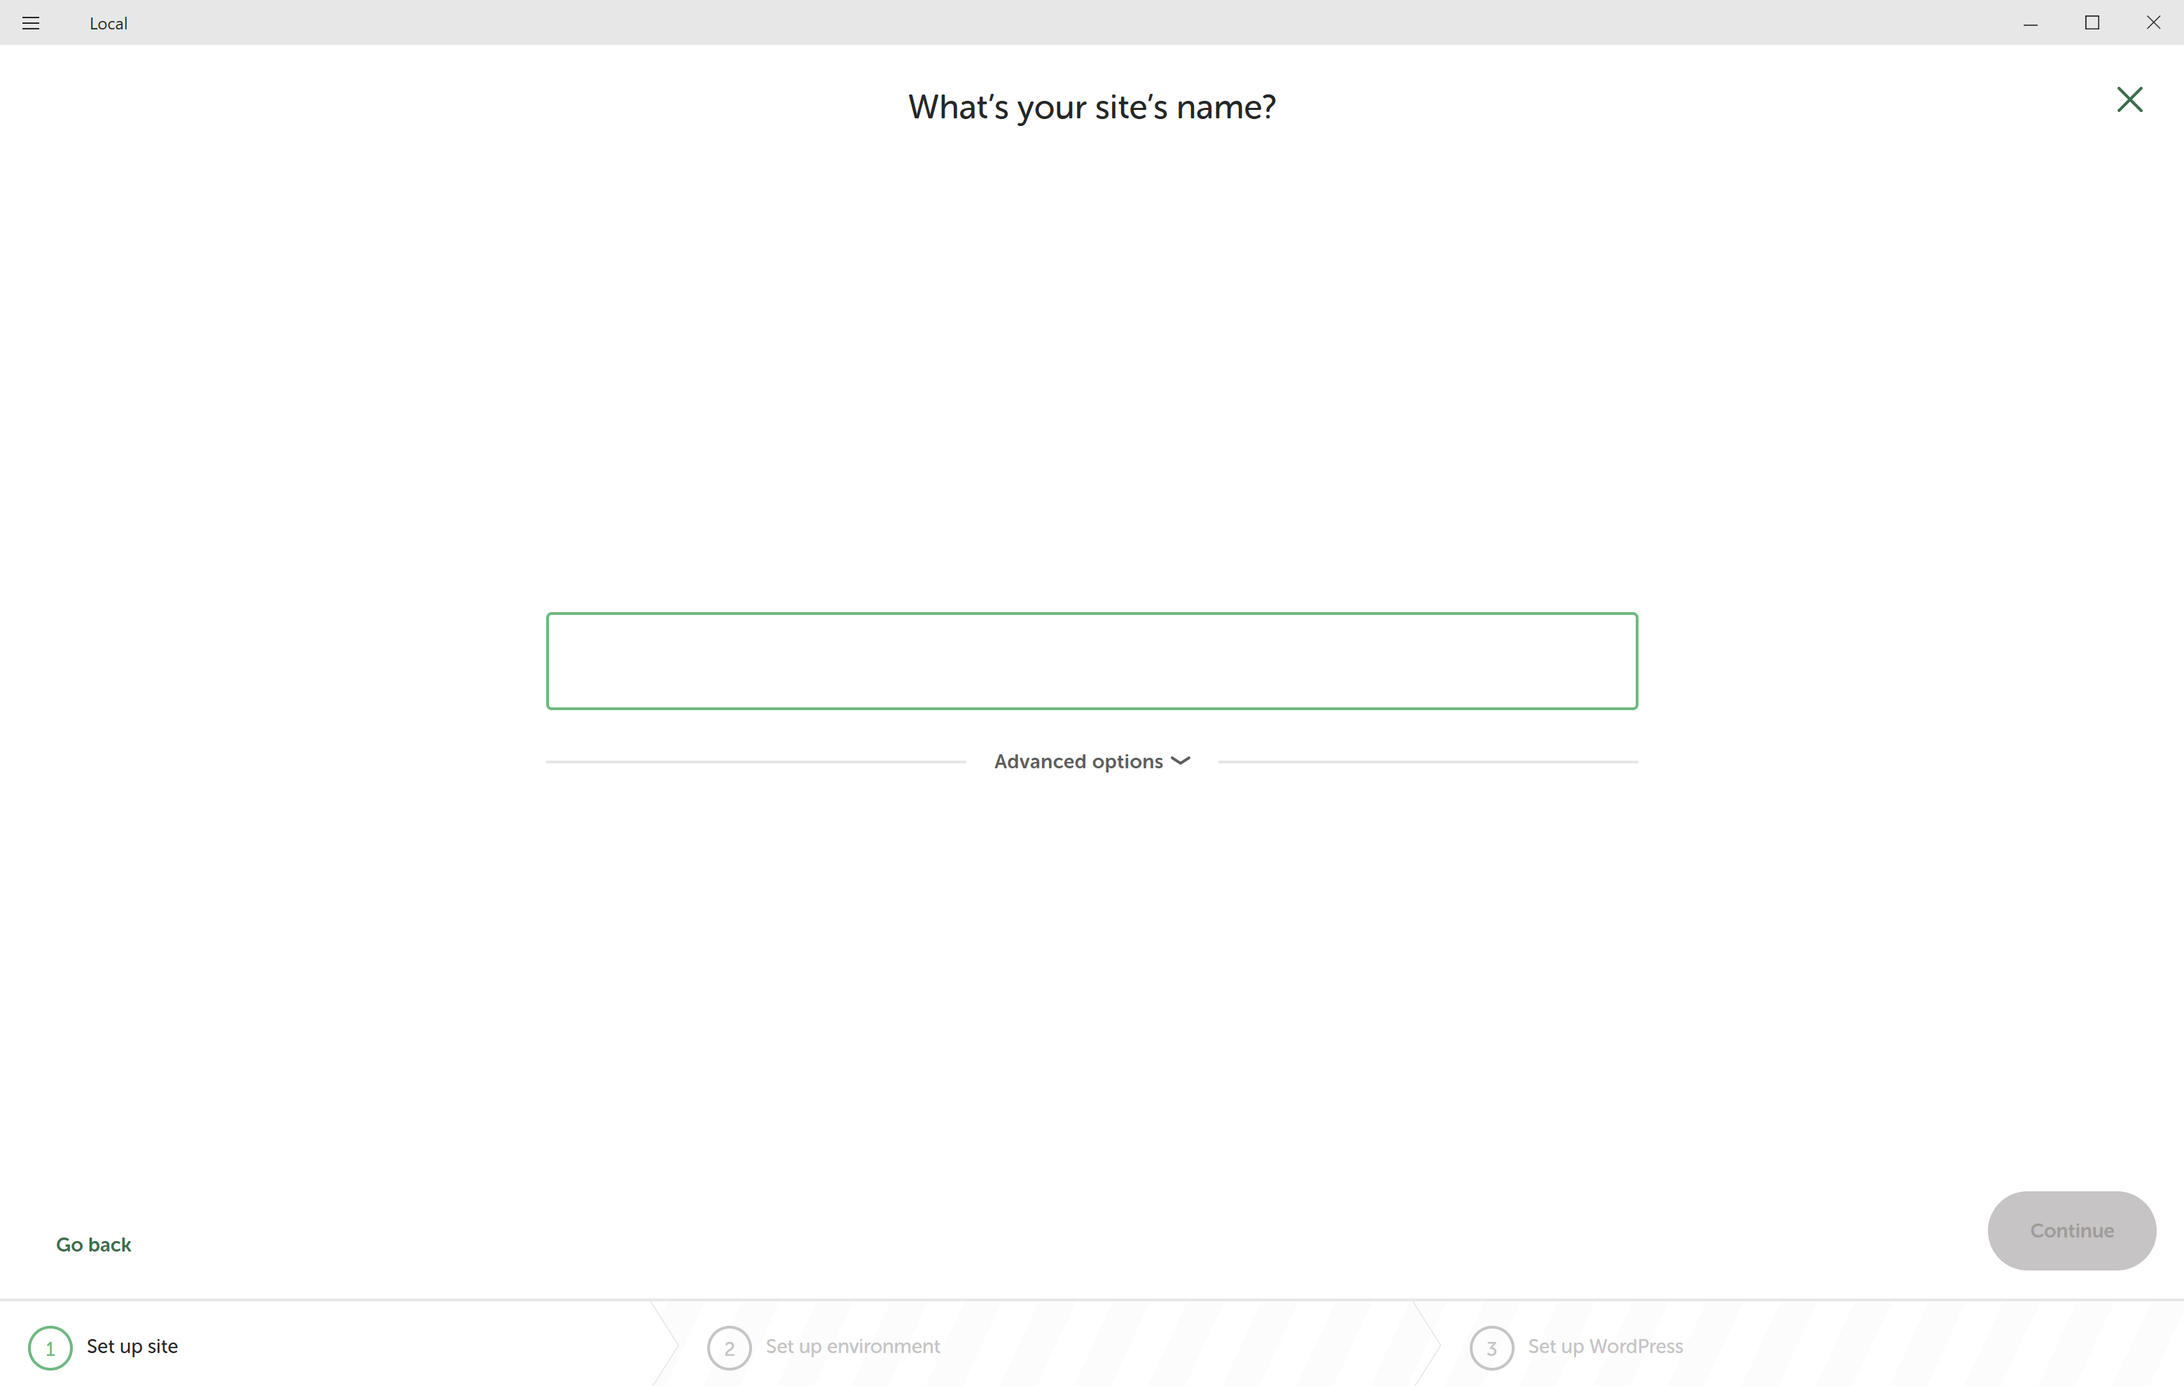 Local
What’s your site’s name?
Advanced options
Go back
Continue
1 Set up site
2 Set up environment
3 Set up WordPress